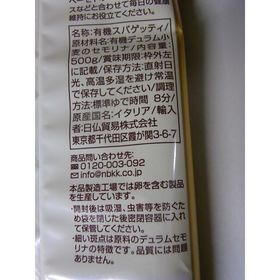 スなどと合わせて毎日の健康
維持にお役立てください。
名称:有機スパゲッティ/
原材料名:有機デュラム小
麦のセモリナ/内容量:
500g/賞味期限:枠外左
に記載/保存方法:直射日
光、高温多湿を避け常温
で保存してください/調理
方法:標準ゆで時間 8分/
原産国名:イタリア/輸入
者:日仏貿易株式会社/
東京都千代田区霞が関3-6-7
商品問い合わせ先:
0120-003-092
info@nbkk.co.jp
本品製造工場では卵を含む製品
を生産しています。
・開封後は吸湿、虫害等を防ぐた
め袋を閉じた後密閉容器に入れ
て保管してください。
・細い斑点は原料のデュラムセモ
リナの特徴です。品質には問題あり
ません。